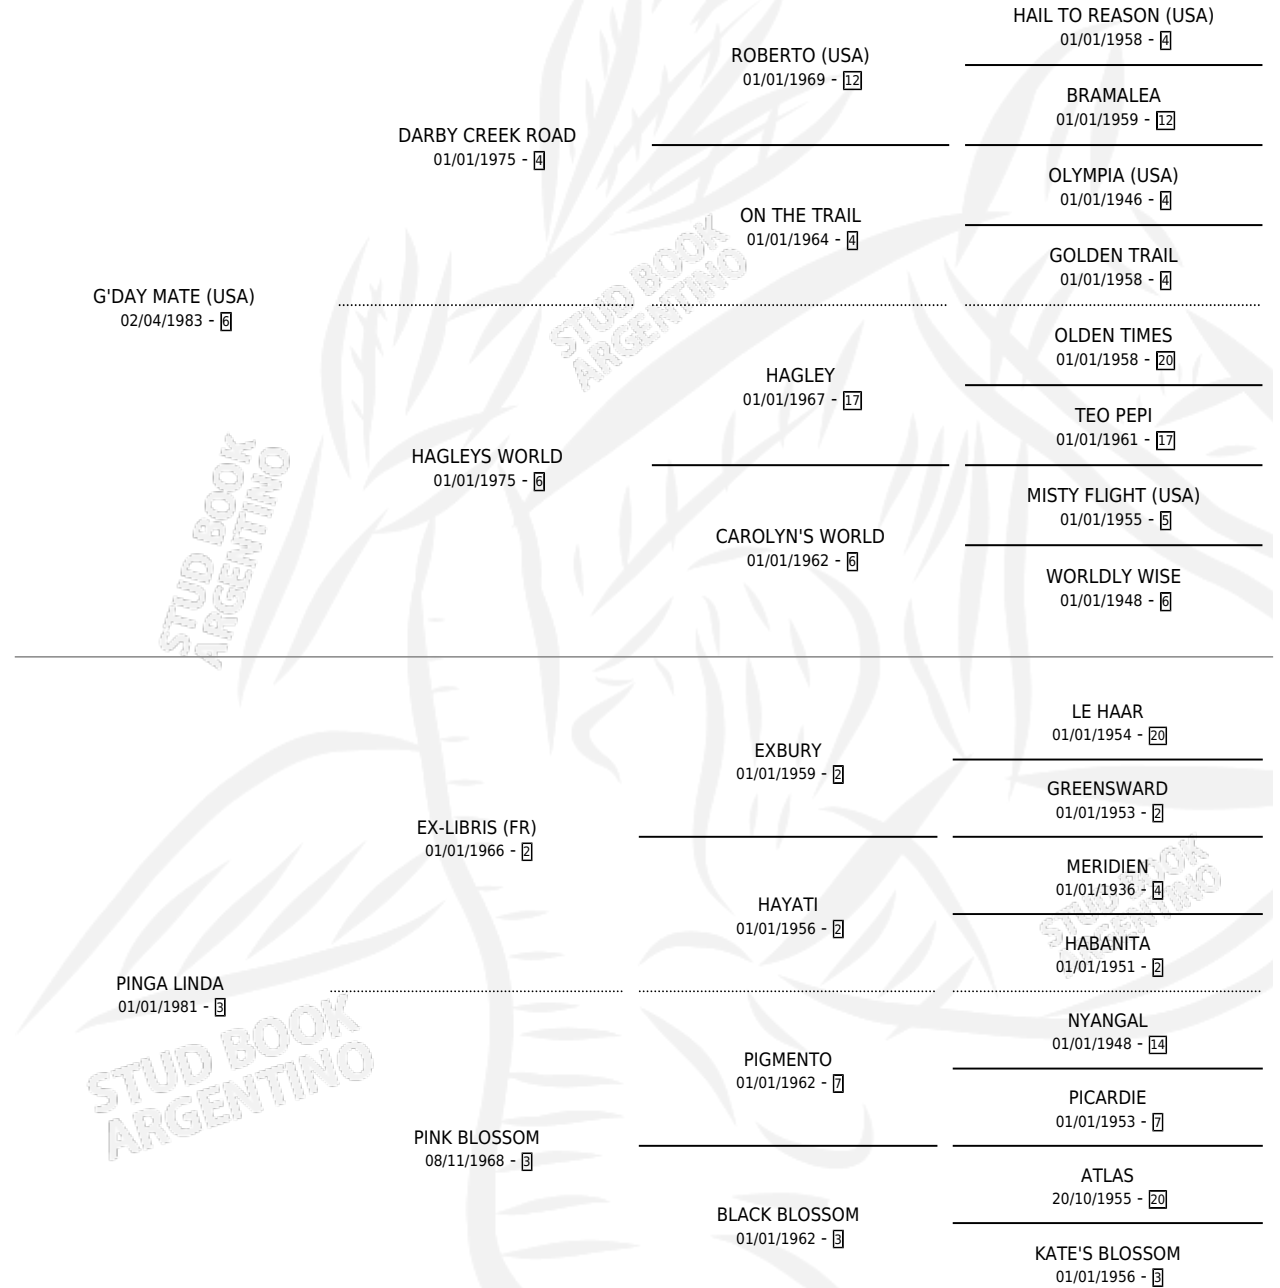 HAIL TO REASON (USA)
01/01/1958 - 4
ROBERTO (USA)
01/01/1969 - 12
BRAMALEA
01/01/1959 - 12
DARBY CREEK ROAD
01/01/1975 - 4
OLYMPIA (USA)
01/01/1946 - 4
ON THE TRAIL
01/01/1964 - 4
GOLDEN TRAIL
01/01/1958 - 4
G'DAY MATE (USA)
02/04/1983 - 6
OLDEN TIMES
01/01/1958 - 20
HAGLEY
01/01/1967 - 17
TEO PEPI
01/01/1961 - 17
HAGLEYS WORLD
01/01/1975 - 6
MISTY FLIGHT (USA)
01/01/1955 - 5
CAROLYN'S WORLD
01/01/1962 - 6
WORLDLY WISE
01/01/1948 - 6
STUD BOOK
ARGENTINO
STUD BOOK
ARGENTINO
LE HAAR
01/01/1954 - 20
EXBURY
01/01/1959 - 2
GREENSWARD
01/01/1953 - 2
EX-LIBRIS (FR)
01/01/1966 - 2
MERIDIEN
01/01/1936 - 4
HAYATI
01/01/1956 - 2
HABANITA
01/01/1951 - 2
PINGA LINDA
01/01/1981 - 3
NYANGAL
01/01/1948 - 14
PIGMENTO
01/01/1962 - 7
PICARDIE
01/01/1953 - 7
PINK BLOSSOM
08/11/1968 - 3
ATLAS
20/10/1955 - 20
BLACK BLOSSOM
01/01/1962 - 3
KATE'S BLOSSOM
01/01/1956 - 3
STUD BOOK
ARGENTINO
STUD BOOK
ARGENTINO